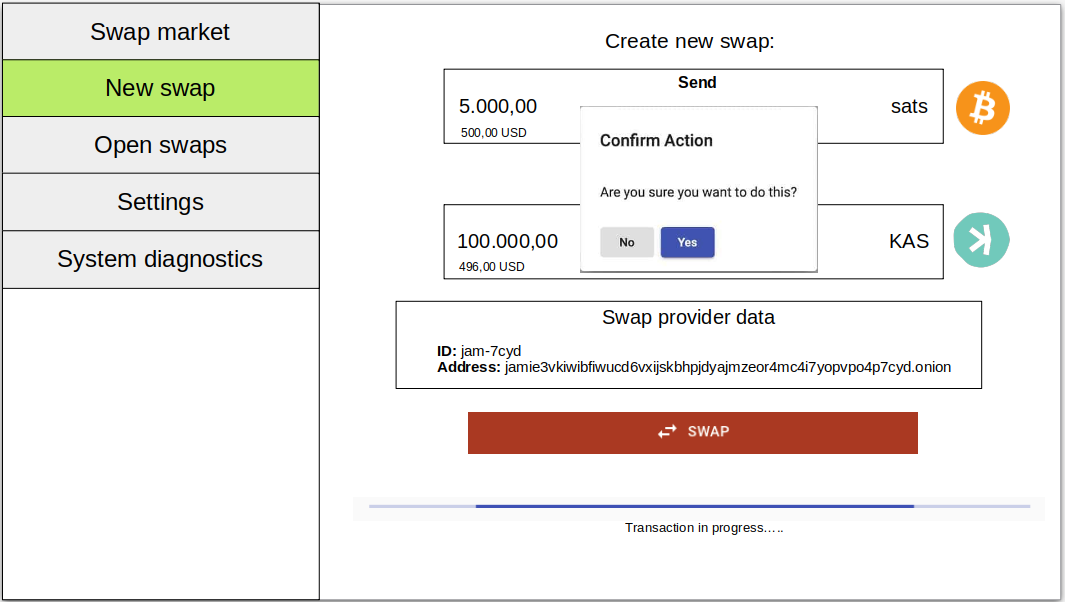 Swap market
New swap
Open swaps
Settings
System diagnostics
Create new swap:
Send
5.000,00
sats
500,00 USD
Confirm Action
Are you sure you want to do this?
No
Yes
100.000,00
KAS
496,00 USD
Swap provider data
ID: jam-7cyd
Address: jamie3vkiwibfiwucd6vxijskbhpjdyajmzeor4mc4i7yopvpo4p7cyd.onion
SWAP
Transaction in progress.....